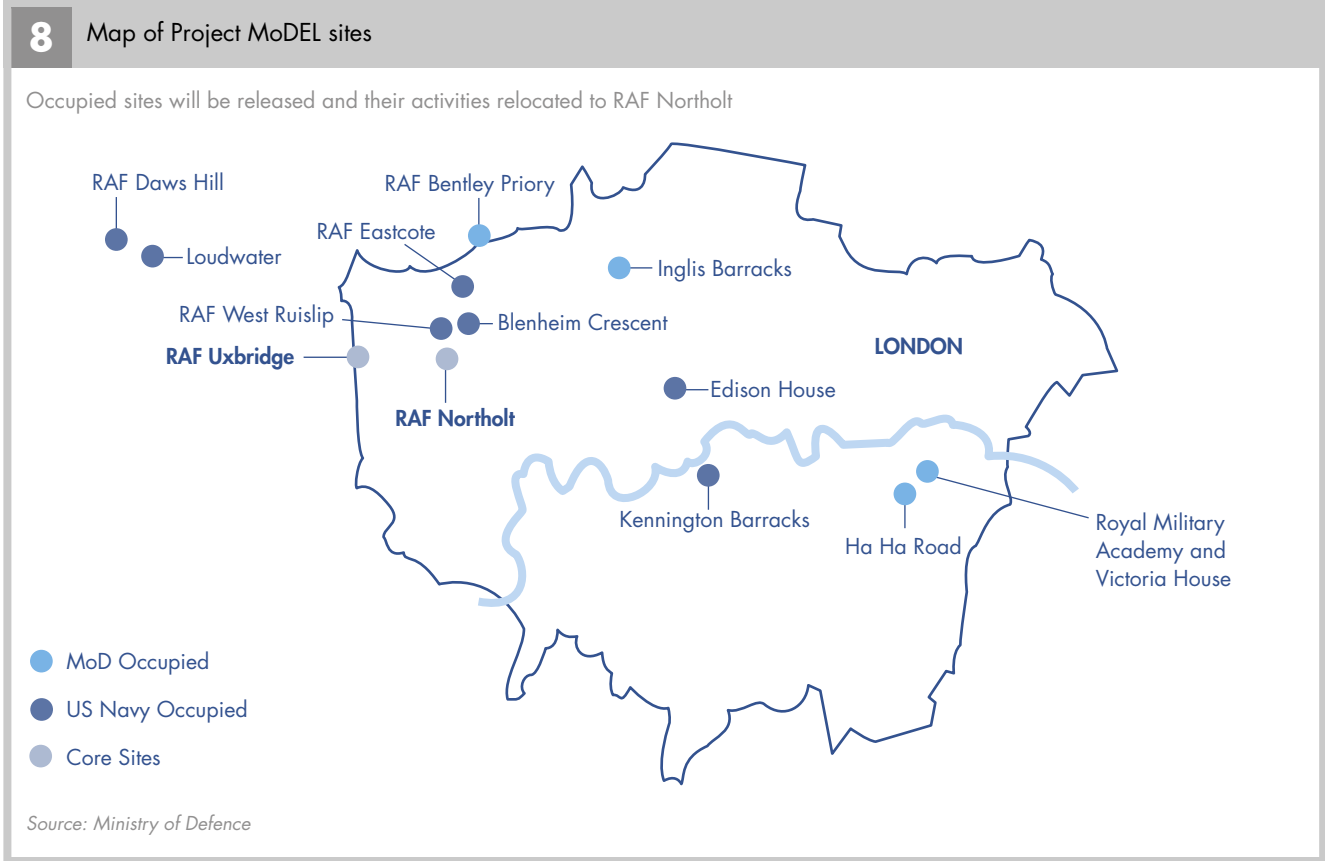 8 Map of Project MoDEL sites
Occupied sites will be released and their activities relocated to RAF Northolt
RAF Daws Hill
RAF Bentley Priory
RAF Eastcote
Loudwater
Inglis Barracks
RAF West Ruislip
Blenheim Crescent
RAF Uxbridge
LONDON
Edison House
RAF Northolt
Kennington Barracks
Ha Ha Road
Royal Military
Academy and
Victoria House
MoD Occupied
US Navy Occupied
Core Sites
Source: Ministry of Defence